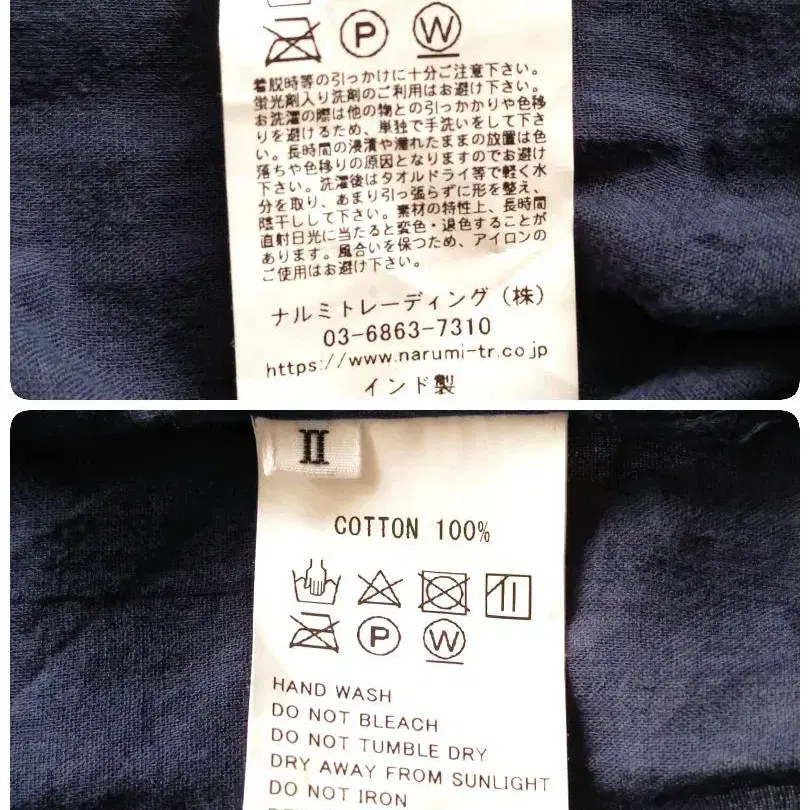 P W
着脱時等の引っかけに十分ご注意下さい。
蛍光剤入り洗剤のご利用はお避け下さい。
お洗濯の際は他の物との引っかかりや色移
りを避けるため、単独で手洗いをして下さ
い。長時間の浸漬や濡れたままの放置は色
落ちや色移りの原因となりますのでお避け
下さい。洗濯後はタオルドライ等で軽く水
分を取り、あまり引っ張らずに形を整え、
陰干しして下さい。素材の特性上、長時間
直射日光に当たると変色・退色することが
あります。風合いを保つため、アイロンの
ご使用はお避け下さい。
ナルミトレーディング（株）
03-6863-7310
https://www.narumi-tr.co.jp
インド製
II
COTTON 100%
P W
HAND WASH
DO NOT BLEACH
DO NOT TUMBLE DRY
DRY AWAY FROM SUNLIGHT
DO NOT IRON